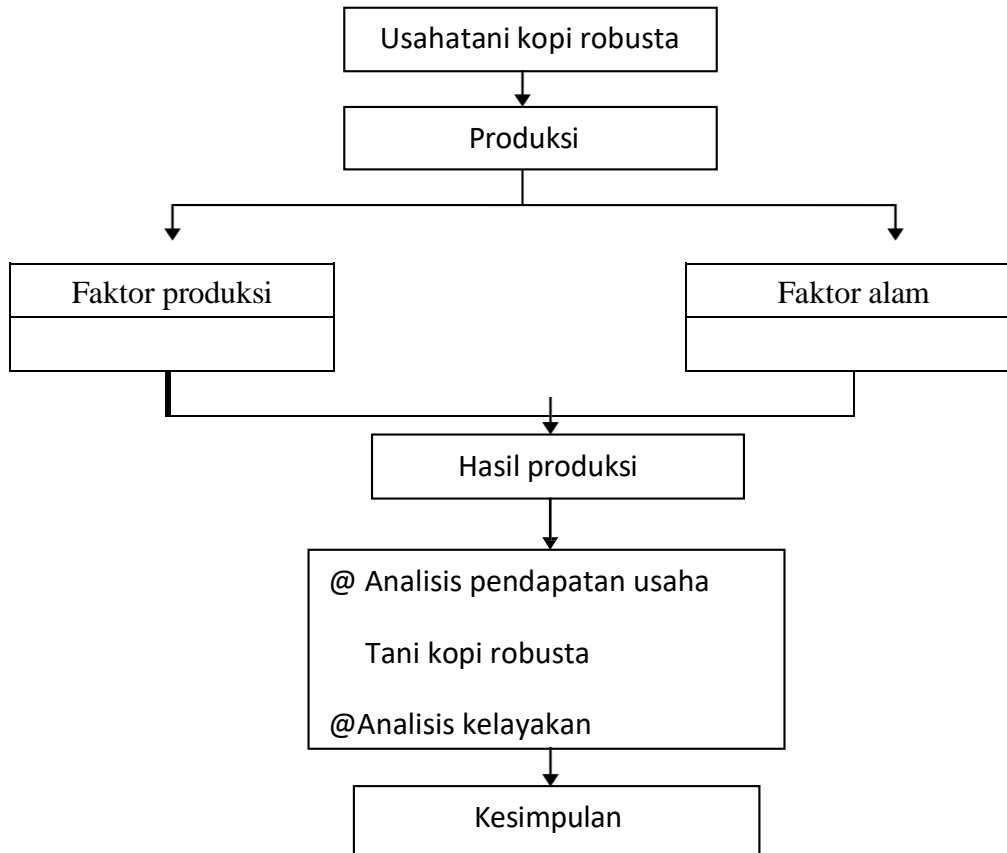 Usahatani kopi robusta
Produksi
Faktor produksi
Faktor alam
Hasil produksi
@ Analisis pendapatan usaha
Tani kopi robusta
@Analisis kelayakan
Kesimpulan